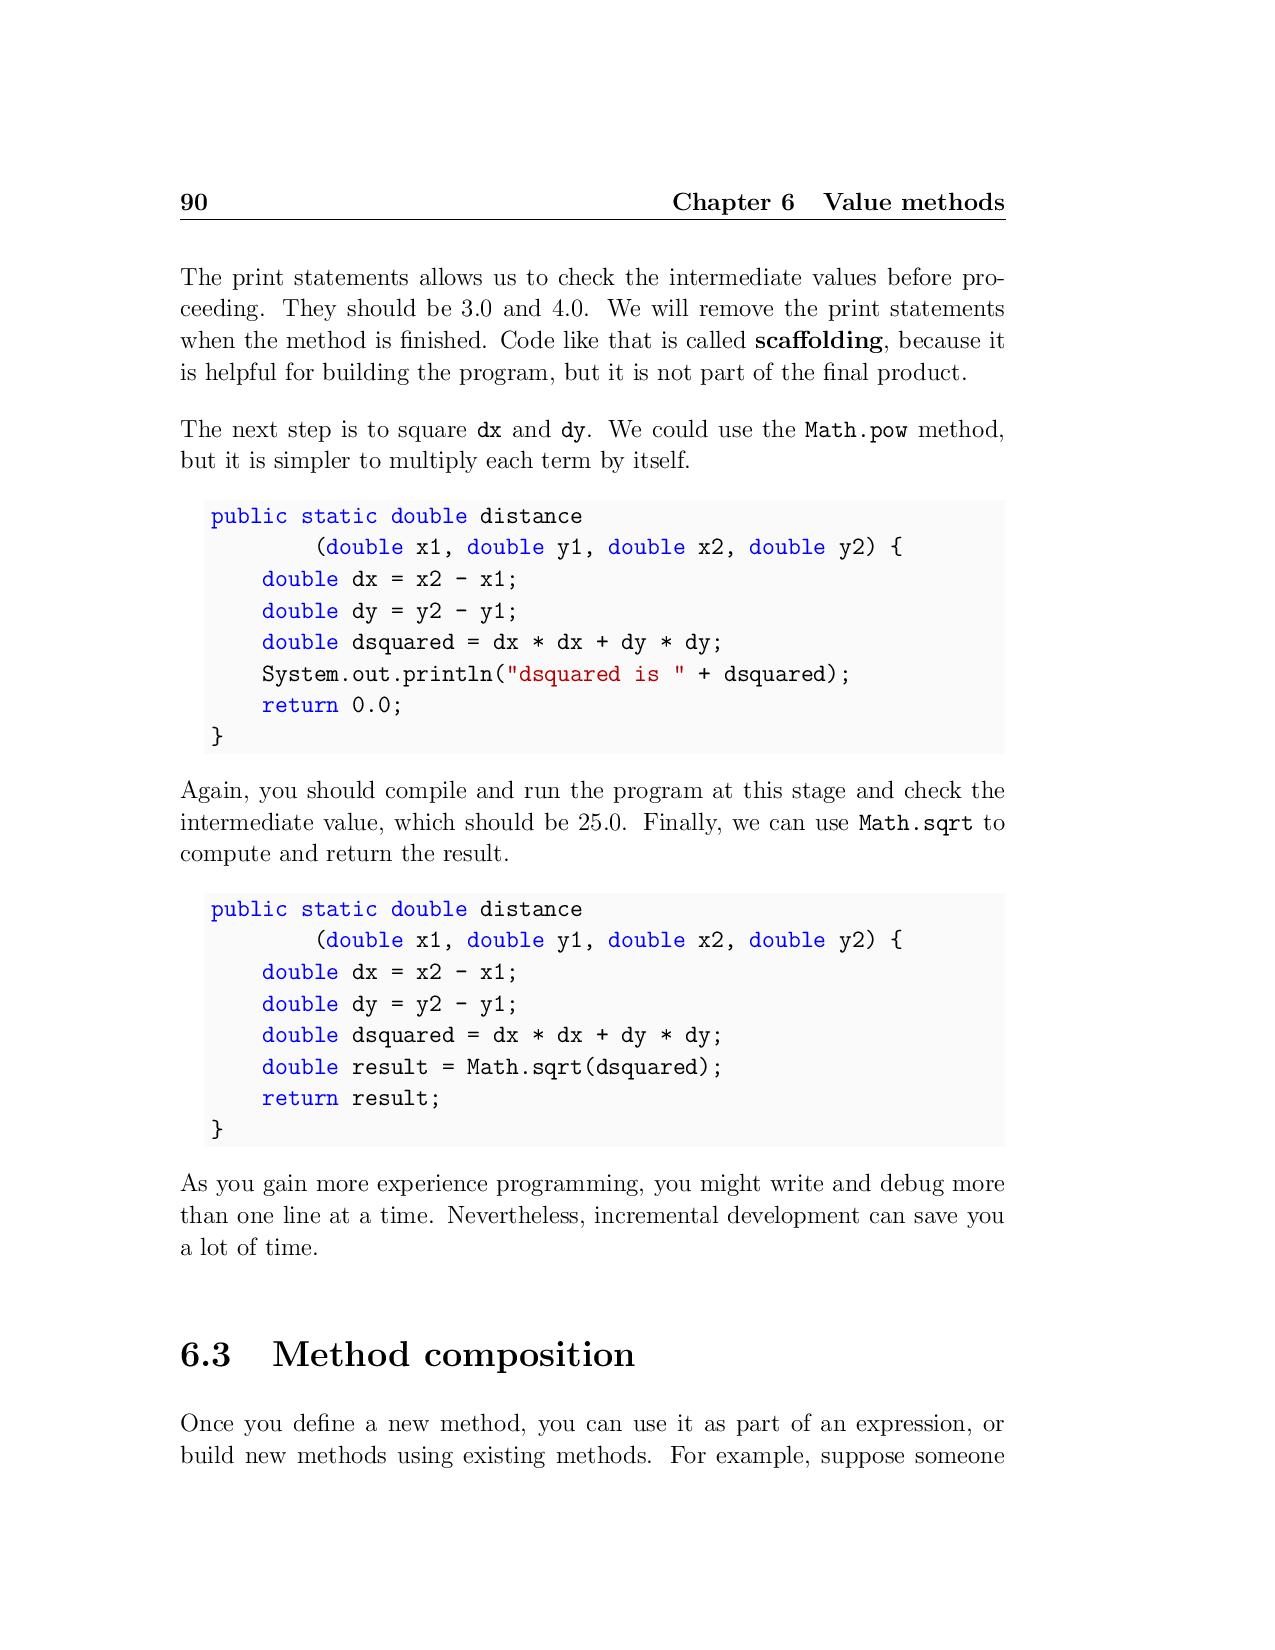 90 Chapter 6 Value methods
The print statements allows us to check the intermediate values before pro-
ceeding. They should be 3.0 and 4.0. We will remove the print statements
when the method is finished. Code like that is called scaffolding, because it
is helpful for building the program, but it is not part of the final product.
The next step is to square dx and dy. We could use the Math.pow method,
but it is simpler to multiply each term by itself.
public static double distance
        (double x1, double y1, double x2, double y2) {
    double dx = x2 - x1;
    double dy = y2 - y1;
    double dsquared = dx * dx + dy * dy;
    System.out.println("dsquared is " + dsquared);
    return 0.0;
}
Again, you should compile and run the program at this stage and check the
intermediate value, which should be 25.0. Finally, we can use Math.sqrt to
compute and return the result.
public static double distance
        (double x1, double y1, double x2, double y2) {
    double dx = x2 - x1;
    double dy = y2 - y1;
    double dsquared = dx * dx + dy * dy;
    double result = Math.sqrt(dsquared);
    return result;
}
As you gain more experience programming, you might write and debug more
than one line at a time. Nevertheless, incremental development can save you
a lot of time.
6.3 Method composition
Once you define a new method, you can use it as part of an expression, or
build new methods using existing methods. For example, suppose someone